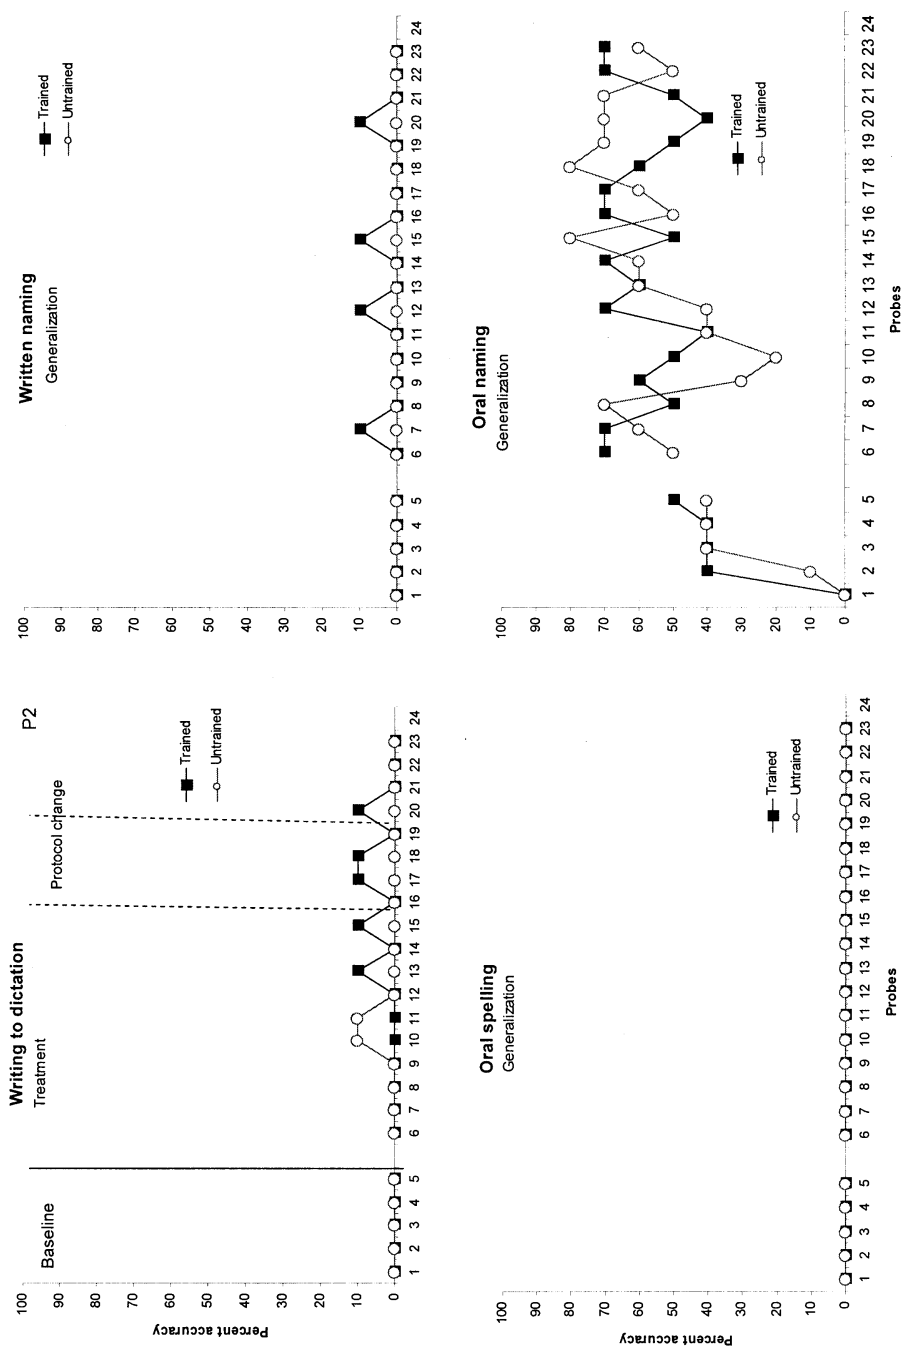 P2
Writing to dictation
Treatment
Baseline
Protocol change
Trained
Untrained
Percent accuracy
100
90
80
70
60
50
40
30
20
10
0
1 2 3 4 5 6 7 8 9 10 11 12 13 14 15 16 17 18 19 20 21 22 23 24
Written naming
Generalization
Trained
Untrained
100
90
80
70
60
50
40
30
20
10
0
1 2 3 4 5 6 7 8 9 10 11 12 13 14 15 16 17 18 19 20 21 22 23 24
Oral spelling
Generalization
Trained
Untrained
Percent accuracy
100
90
80
70
60
50
40
30
20
10
0
1 2 3 4 5 6 7 8 9 10 11 12 13 14 15 16 17 18 19 20 21 22 23 24
Probes
Oral naming
Generalization
Trained
Untrained
100
90
80
70
60
50
40
30
20
10
0
1 2 3 4 5 6 7 8 9 10 11 12 13 14 15 16 17 18 19 20 21 22 23 24
Probes